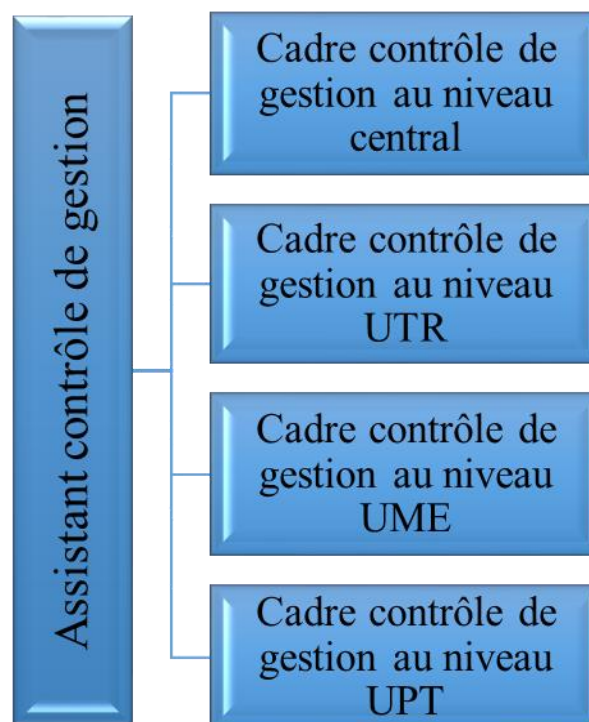 Assistant contrôle de gestion
Cadre contrôle de
gestion au niveau
central
Cadre contrôle de
gestion au niveau
UTR
Cadre contrôle de
gestion au niveau
UME
Cadre contrôle de
gestion au niveau
UPT